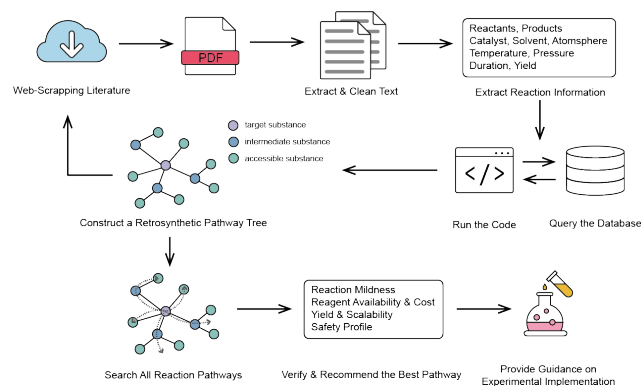 PDF
Web-Scrapping Literature
Extract & Clean Text
Reactants, Products
Catalyst, Solvent, Atomsphere
Temperature, Pressure
Duration, Yield
Extract Reaction Information
target substance
intermediate substance
accessible substance
Construct a Retrosynthetic Pathway Tree
</>
Run the Code
Query the Database
Search All Reaction Pathways
Reaction Mildness
Reagent Availability & Cost
Yield & Scalability
Safety Profile
Verify & Recommend the Best Pathway
Provide Guidance on
Experimental Implementation